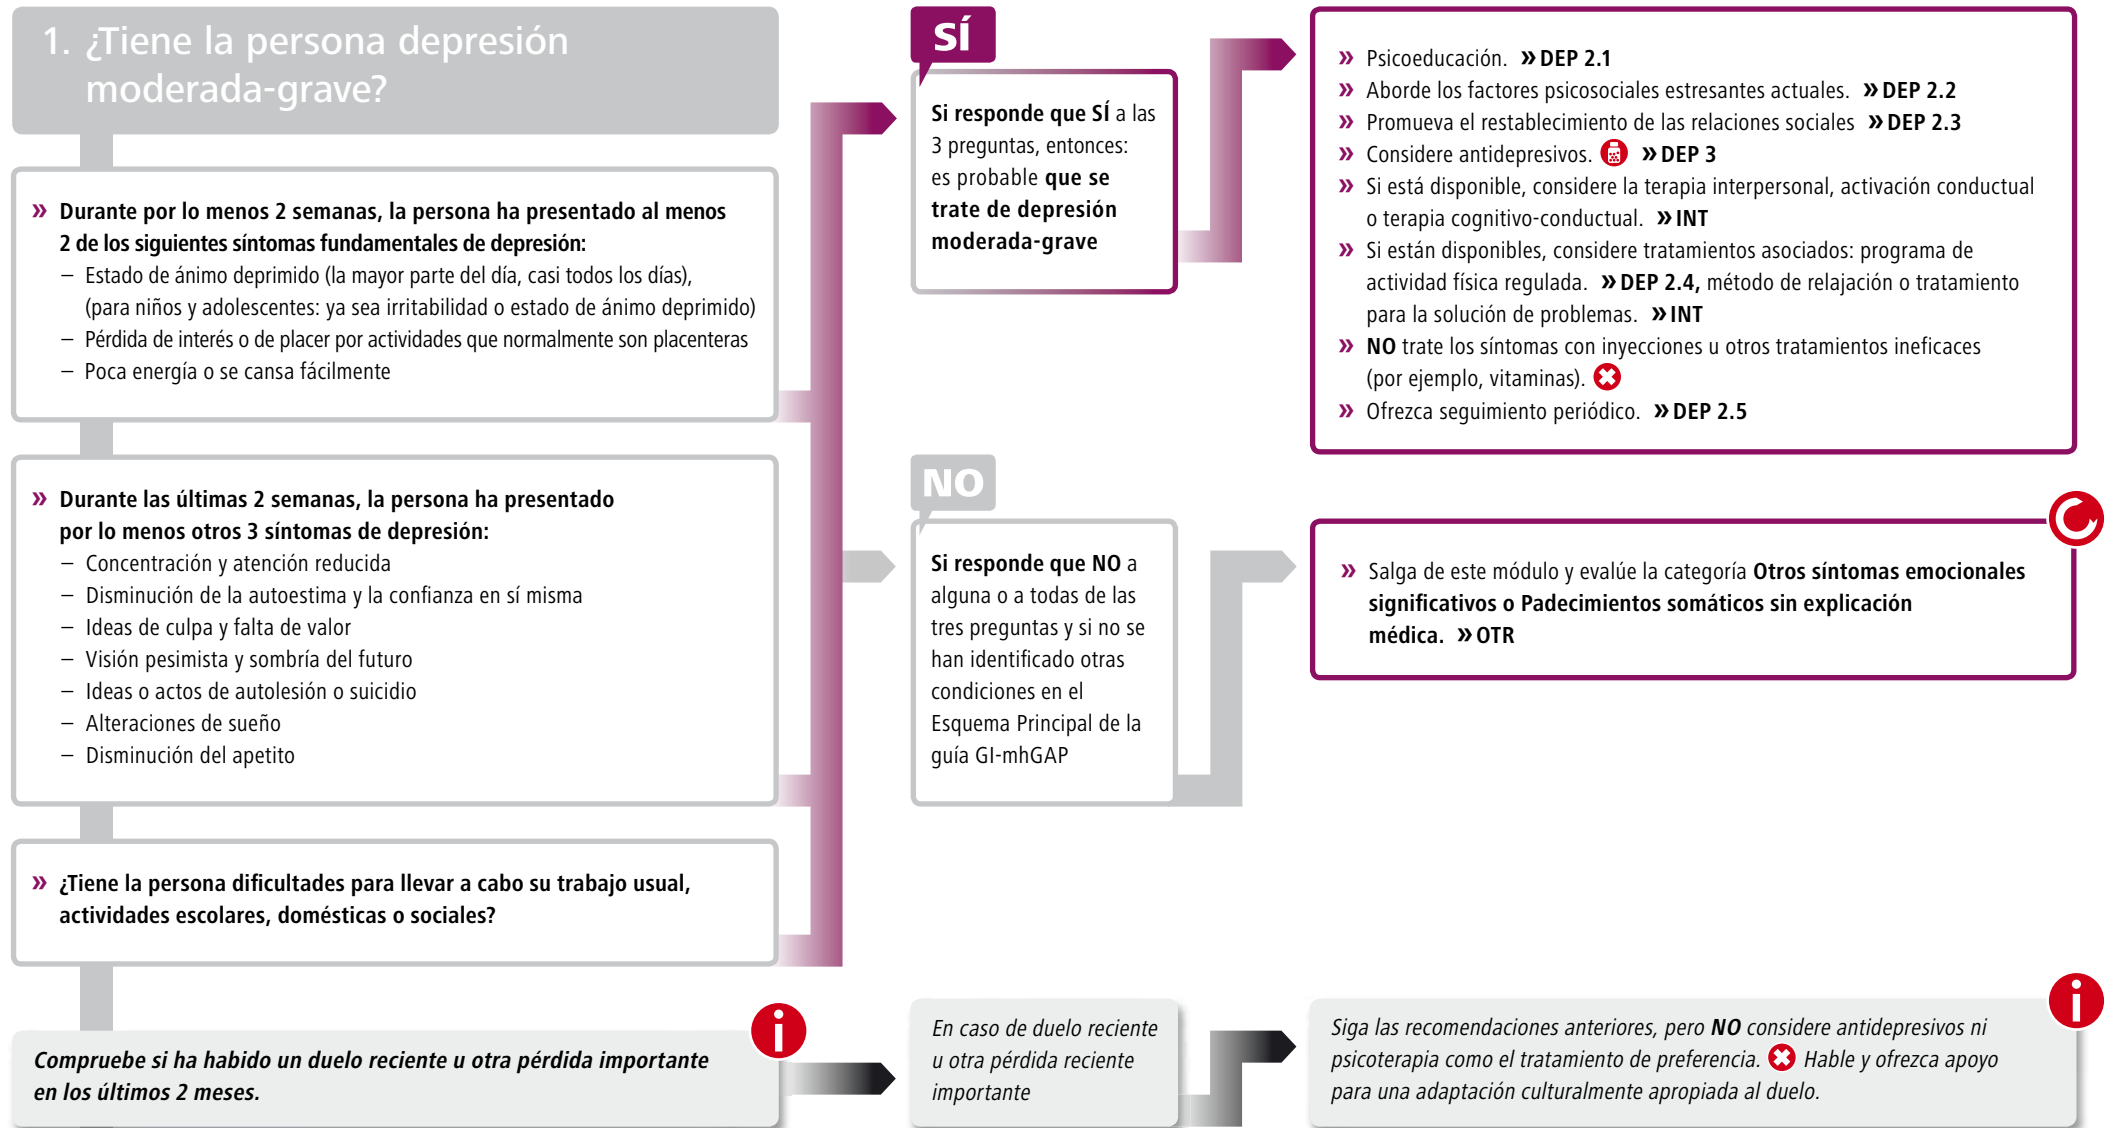 1. ¿Tiene la persona depresión
moderada-grave?
» Durante por lo menos 2 semanas, la persona ha presentado al menos
2 de los siguientes síntomas fundamentales de depresión:
– Estado de ánimo deprimido (la mayor parte del día, casi todos los días),
(para niños y adolescentes: ya sea irritabilidad o estado de ánimo deprimido)
– Pérdida de interés o de placer por actividades que normalmente son placenteras
– Poca energía o se cansa fácilmente
» Durante las últimas 2 semanas, la persona ha presentado
por lo menos otros 3 síntomas de depresión:
– Concentración y atención reducida
– Disminución de la autoestima y la confianza en sí misma
– Ideas de culpa y falta de valor
– Visión pesimista y sombría del futuro
– Ideas o actos de autolesión o suicidio
– Alteraciones de sueño
– Disminución del apetito
» ¿Tiene la persona dificultades para llevar a cabo su trabajo usual,
actividades escolares, domésticas o sociales?
Compruebe si ha habido un duelo reciente u otra pérdida importante
en los últimos 2 meses.
i
SÍ
Si responde que SÍ a las
3 preguntas, entonces:
es probable que se
trate de depresión
moderada-grave
NO
Si responde que NO a
alguna o a todas de las
tres preguntas y si no se
han identificado otras
condiciones en el
Esquema Principal de la
guía GI-mhGAP
En caso de duelo reciente
u otra pérdida reciente
importante
» Psicoeducación. » DEP 2.1
» Aborde los factores psicosociales estresantes actuales. » DEP 2.2
» Promueva el restablecimiento de las relaciones sociales » DEP 2.3
» Considere antidepresivos. » DEP 3
» Si está disponible, considere la terapia interpersonal, activación conductual
o terapia cognitivo-conductual. » INT
» Si están disponibles, considere tratamientos asociados: programa de
actividad física regulada. » DEP 2.4, método de relajación o tratamiento
para la solución de problemas. » INT
» NO trate los síntomas con inyecciones u otros tratamientos ineficaces
(por ejemplo, vitaminas).
» Ofrezca seguimiento periódico. » DEP 2.5
» Salga de este módulo y evalúe la categoría Otros síntomas emocionales
significativos o Padecimientos somáticos sin explicación
médica. » OTR
i
Siga las recomendaciones anteriores, pero NO considere antidepresivos ni
psicoterapia como el tratamiento de preferencia. Hable y ofrezca apoyo
para una adaptación culturalmente apropiada al duelo.